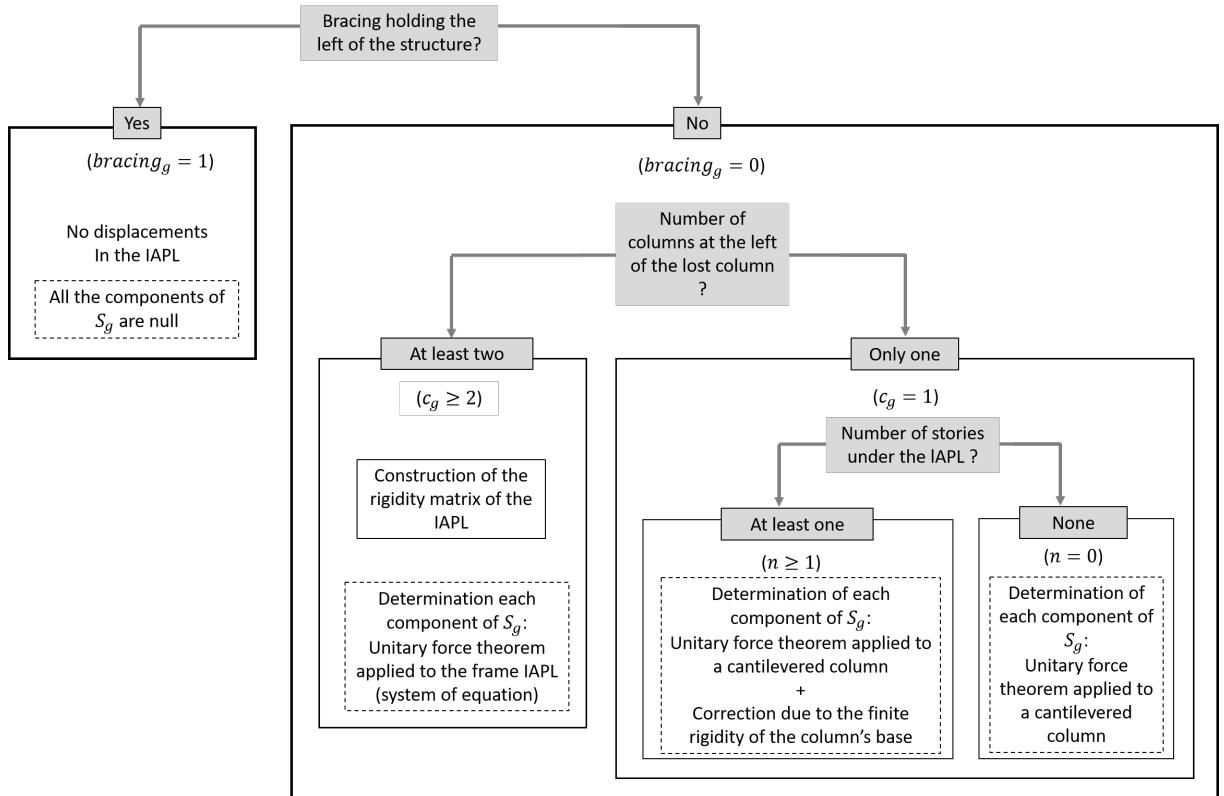 Bracing holding the
left of the structure?
Yes
(bracing_g = 1)
No displacements
In the IAPL
All the components of
S_g are null
No
(bracing_g = 0)
Number of
columns at the left
of the lost column
?
At least two
(c_g ≥ 2)
Construction of the
rigidity matrix of the
IAPL
Determination each
component of S_g:
Unitary force theorem
applied to the frame IAPL
(system of equation)
Only one
(c_g = 1)
Number of stories
under the IAPL ?
At least one
(n ≥ 1)
Determination of each
component of S_g:
Unitary force theorem applied to
a cantilevered column
+
Correction due to the finite
rigidity of the column's base
None
(n = 0)
Determination of
each component of
S_g:
Unitary force
theorem applied to
a cantilevered
column